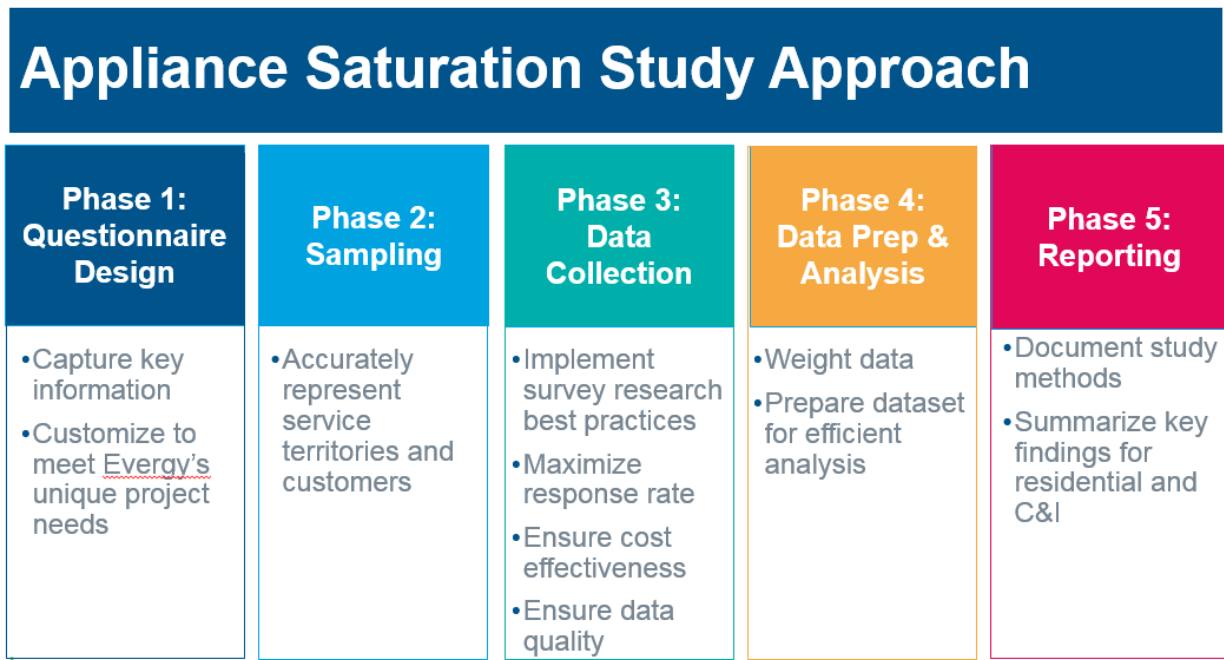 Appliance Saturation Study Approach
Phase 1:
Questionnaire
Design
•Capture key
information
•Customize to
meet Evergy’s
unique project
needs
Phase 2:
Sampling
•Accurately
represent
service
territories and
customers
Phase 3:
Data
Collection
•Implement
survey research
best practices
•Maximize
response rate
•Ensure cost
effectiveness
•Ensure data
quality
Phase 4:
Data Prep &
Analysis
•Weight data
•Prepare dataset
for efficient
analysis
Phase 5:
Reporting
•Document study
methods
•Summarize key
findings for
residential and
C&I